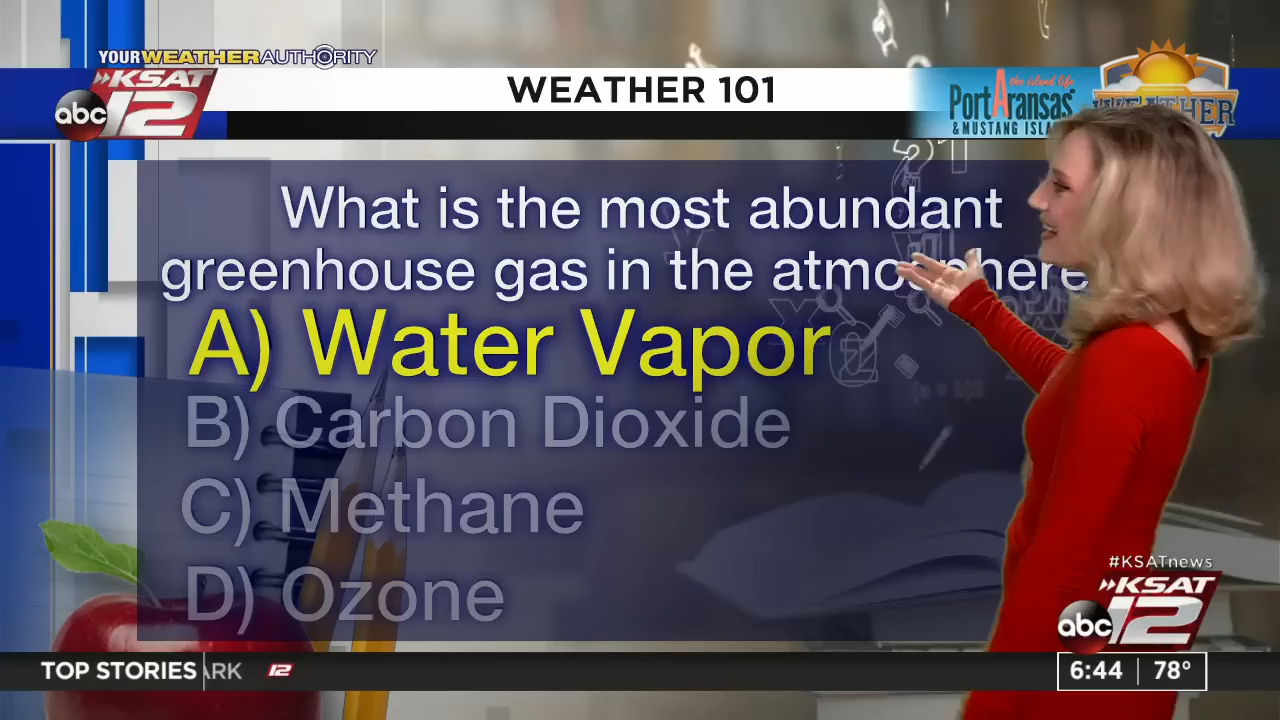 YOURWEATHERAUTHORITY
KSAT
abc 12
WEATHER 101
the island life
PortAransas
& MUSTANG ISLA
WEATHER
What is the most abundant
greenhouse gas in the atmosphere
A) Water Vapor
B) Carbon Dioxide
C) Methane
D) Ozone
#KSATnews
KSAT
abc 12
TOP STORIES ARK 12
6:44 78°